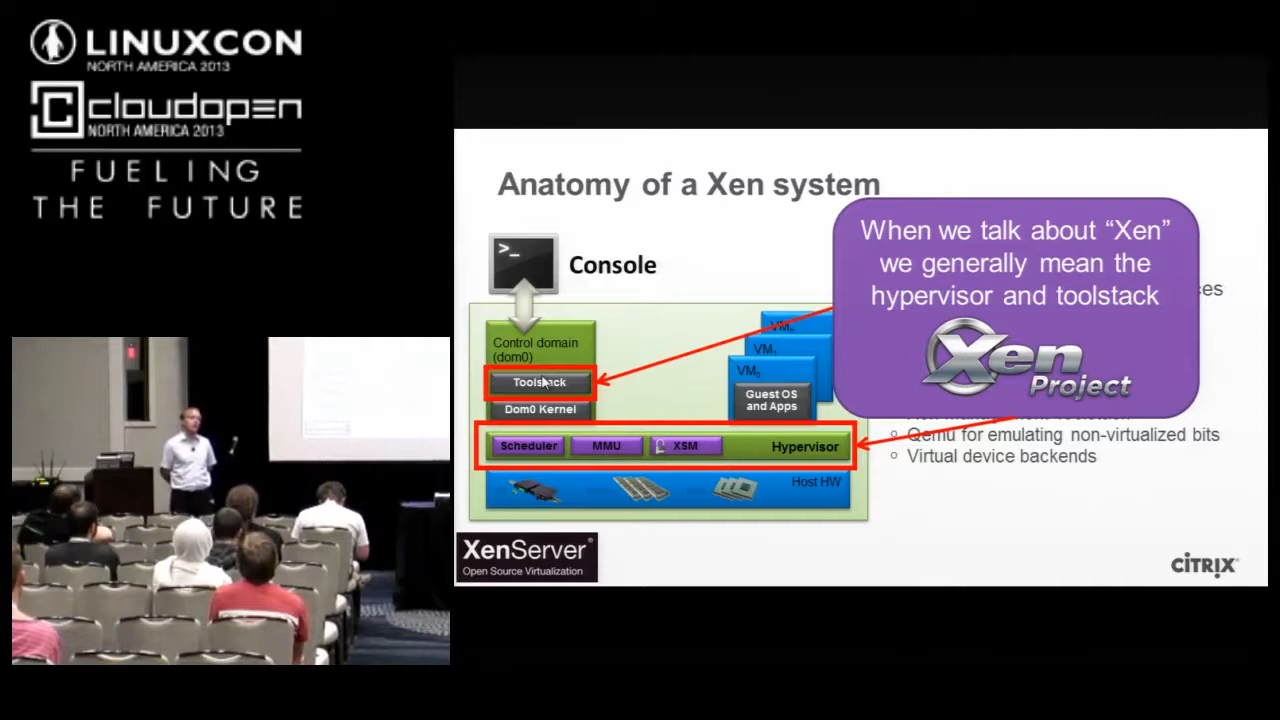 LINUXCON
NORTH AMERICA 2013
cloudopen
NORTH AMERICA 2013
FUELING
THE FUTURE
Anatomy of a Xen system
>_
Console
When we talk about “Xen”
we generally mean the
hypervisor and toolstack
Xen
Project
Control domain
(dom0)
Toolstack
Dom0 Kernel
VM
VM1
VM0
Guest OS
and Apps
Scheduler
MMU
XSM
Hypervisor
Host HW
Qemu for emulating non-virtualized bits
Virtual device backends
XenServer
Open Source Virtualization
CITRIX